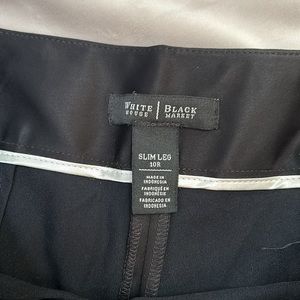 WHITE | BLACK
HOUSE | MARKET
SLIM LEG
10R
MADE IN
INDONESIA
FABRIQUÉ EN
INDONÉSIE
FABRICADO EN
INDONESIA